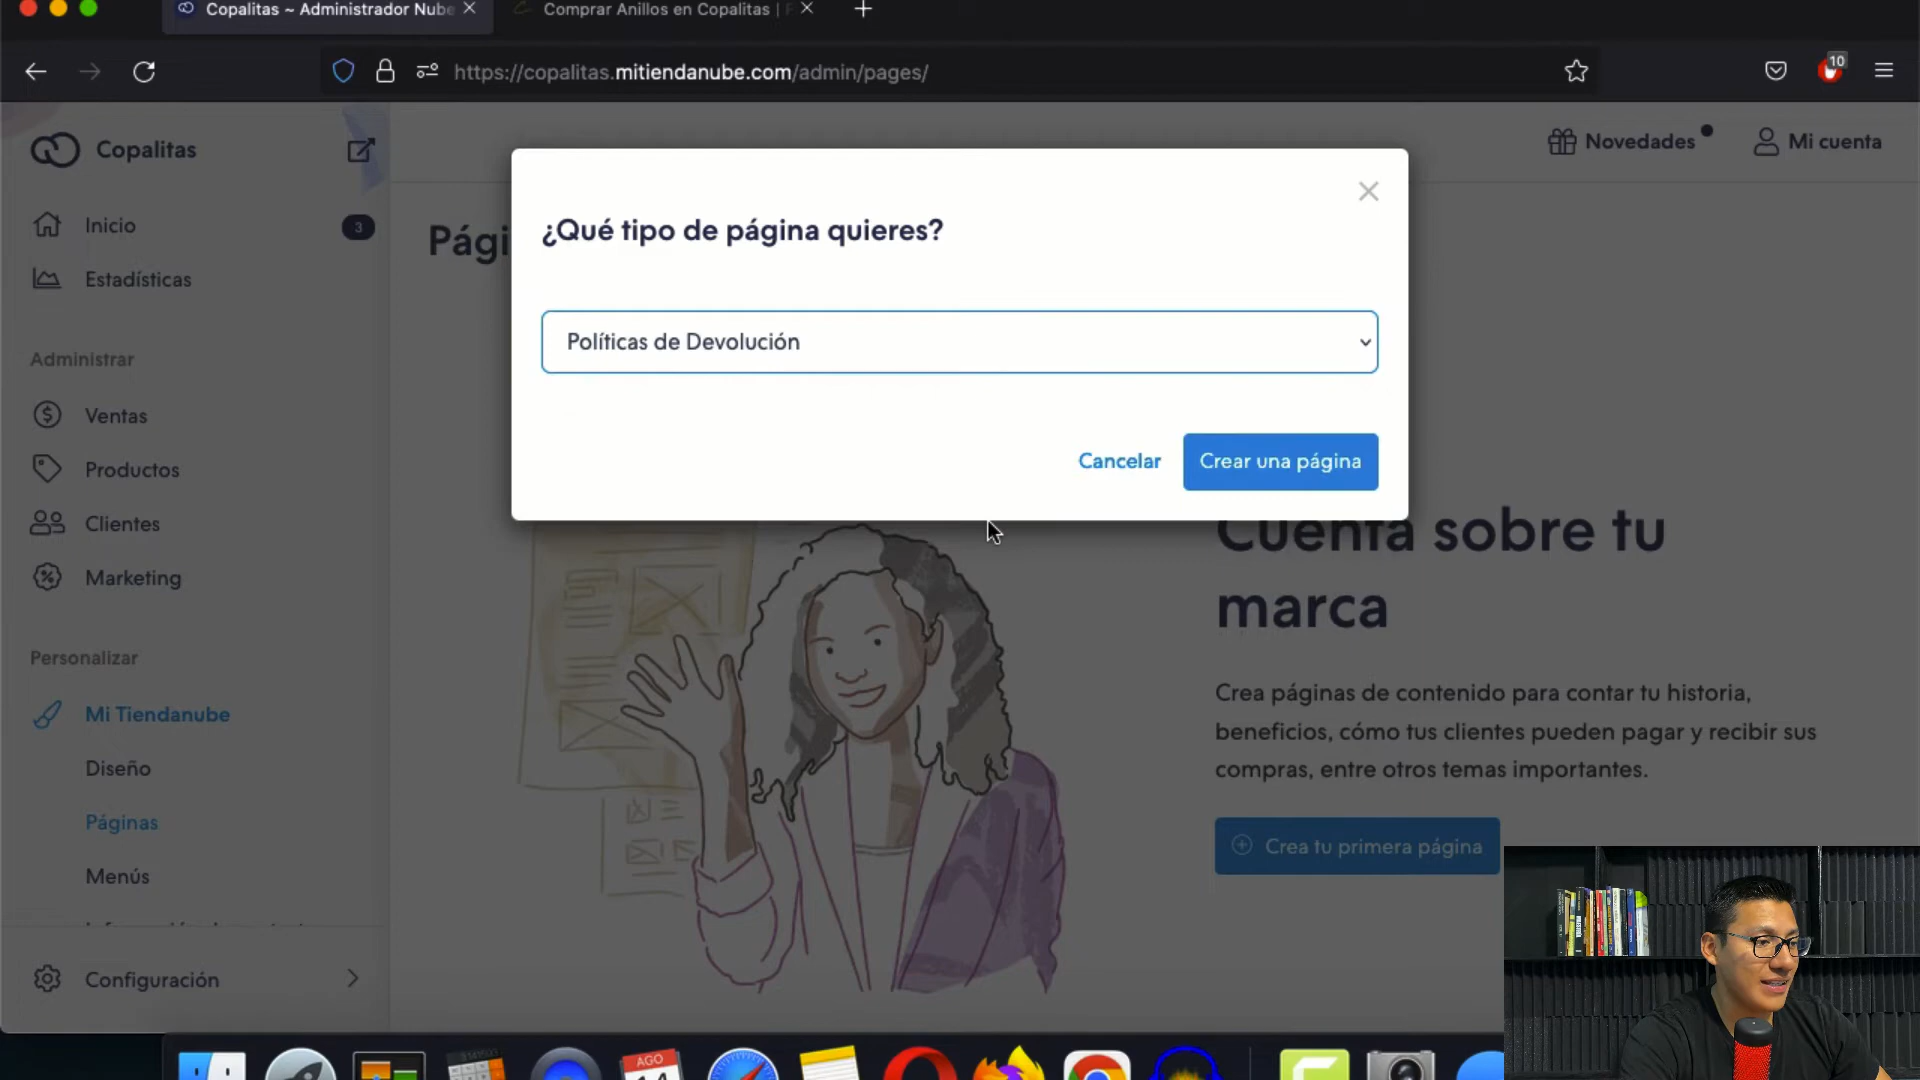 Copalitas ~ Administrador Nube
Comprar Anillos en Copalitas |
https://copalitas.mitiendanube.com/admin/pages/
10
Copalitas
Novedades
Mi cuenta
Inicio
3
Estadísticas
Administrar
Ventas
Productos
Clientes
Marketing
Personalizar
Mi Tiendanube
Diseño
Páginas
Menús
Configuración
¿Qué tipo de página quieres?
Políticas de Devolución
Cancelar
Crear una página
Cuenta sobre tu
marca
Crea páginas de contenido para contar tu historia,
beneficios, cómo tus clientes pueden pagar y recibir sus
compras, entre otros temas importantes.
Crea tu primera página
AGO